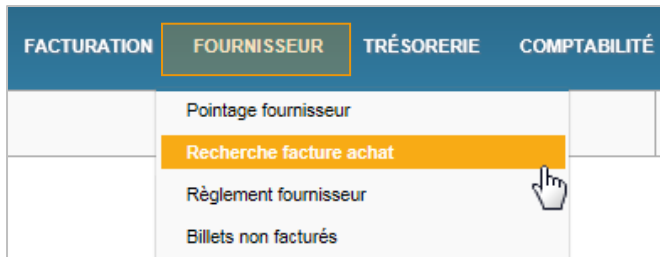 FACTURATION FOURNISSEUR TRÉSORERIE COMPTABILITÉ
Pointage fournisseur
Recherche facture achat
Règlement fournisseur
Billets non facturés